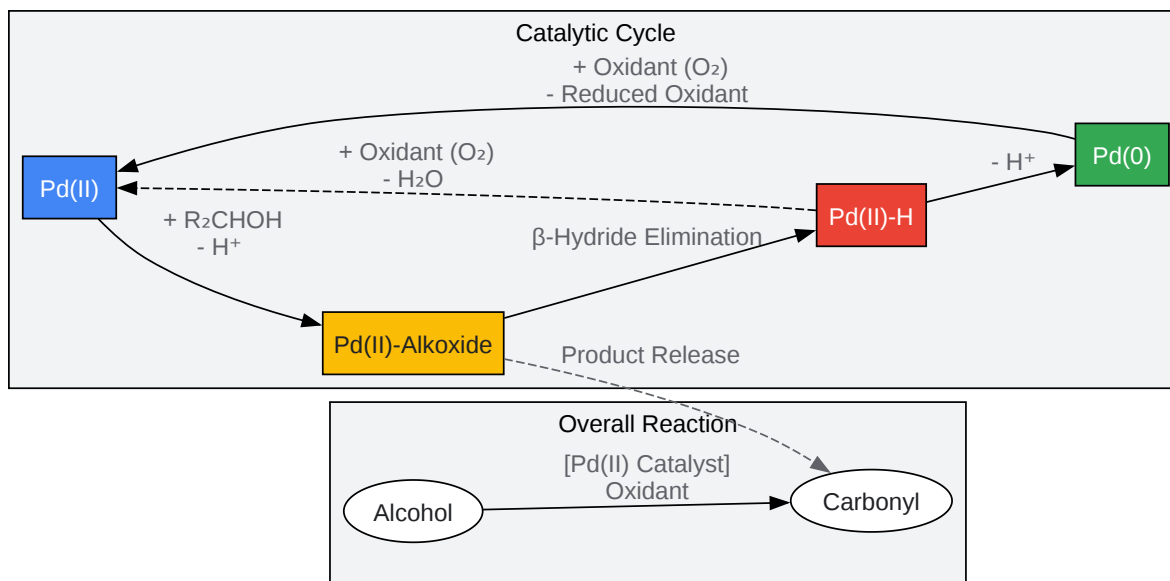 Catalytic Cycle
+ Oxidant (O₂)
- Reduced Oxidant
Pd(0)
+ Oxidant (O₂)
- H₂O
- H⁺
Pd(II)
Pd(II)-H
+ R₂CHOH
- H⁺
β-Hydride Elimination
Pd(II)-Alkoxide
Product Release
Overall Reaction
[Pd(II) Catalyst]
Oxidant
Alcohol
Carbonyl